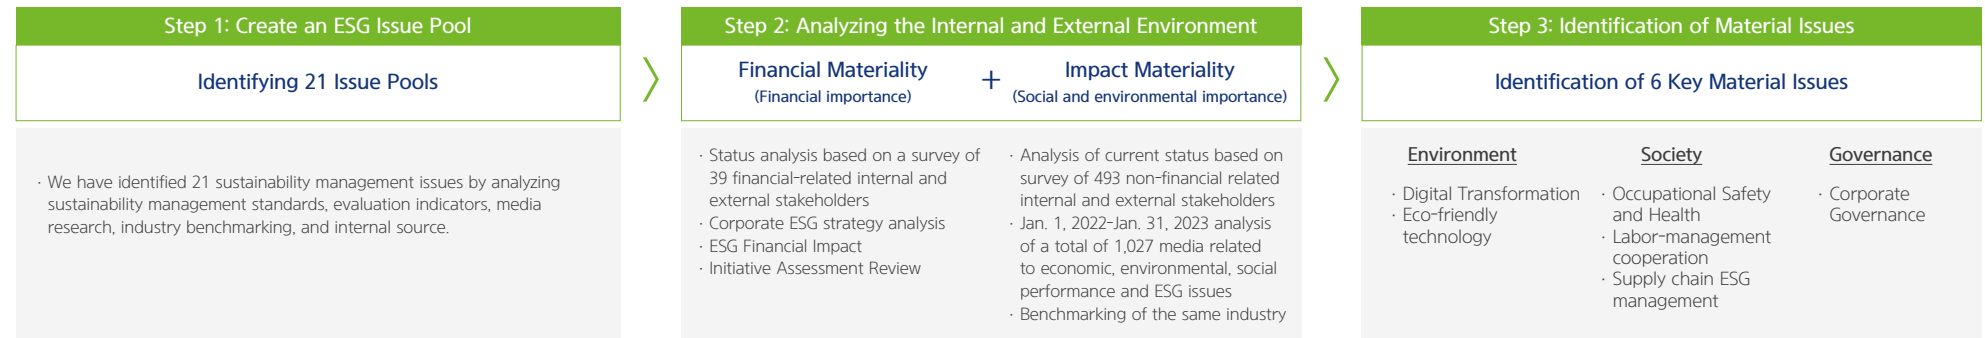 Step 1: Create an ESG Issue Pool
Identifying 21 Issue Pools
· We have identified 21 sustainability management issues by analyzing
sustainability management standards, evaluation indicators, media
research, industry benchmarking, and internal source.
Step 2: Analyzing the Internal and External Environment
Financial Materiality
(Financial importance)
+
Impact Materiality
(Social and environmental importance)
· Status analysis based on a survey of
39 financial-related internal and
external stakeholders
· Corporate ESG strategy analysis
· ESG Financial Impact
· Initiative Assessment Review
· Analysis of current status based on
survey of 493 non-financial related
internal and external stakeholders
· Jan. 1, 2022-Jan. 31, 2023 analysis
of a total of 1,027 media related
to economic, environmental, social
performance and ESG issues
· Benchmarking of the same industry
Step 3: Identification of Material Issues
Identification of 6 Key Material Issues
Environment
· Digital Transformation
· Eco-friendly
technology
Society
· Occupational Safety
and Health
· Labor-management
cooperation
· Supply chain ESG
management
Governance
· Corporate
Governance